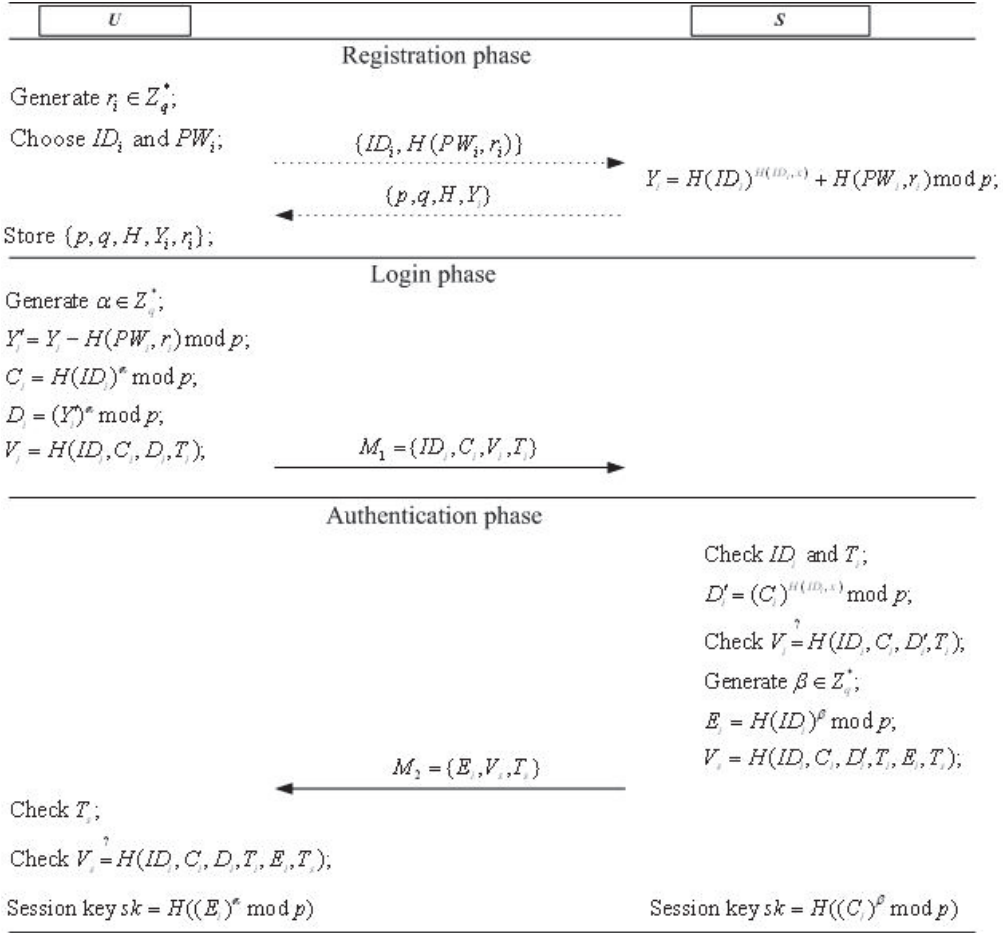 U S
Registration phase
Generate r_i ∈ Z_q^*;
Choose ID_i and PW_i;
{ID_i, H(PW_i, r_i)}
Y_i = H(ID_i)^{H(ID_i, x)} + H(PW_i, r_i) mod p;
{p, q, H, Y_i}
Store {p, q, H, Y_i, r_i};
Login phase
Generate α ∈ Z_q^*;
Y_i' = Y_i − H(PW_i, r_i) mod p;
C_i = H(ID_i)^α mod p;
D_i = (Y_i')^α mod p;
V_i = H(ID_i, C_i, D_i, T_i);
M_1 = {ID_i, C_i, V_i, T_i}
Authentication phase
Check ID_i and T_i;
D_i' = (C_i)^{H(ID_i, x)} mod p;
Check V_i ?= H(ID_i, C_i, D_i', T_i);
Generate β ∈ Z_q^*;
E_i = H(ID_i)^β mod p;
V_s = H(ID_i, C_i, D_i', T_i, E_i, T_s);
M_2 = {E_i, V_s, T_s}
Check T_s;
Check V_s ?= H(ID_i, C_i, D_i, T_i, E_i, T_s);
Session key sk = H((E_i)^α mod p)
Session key sk = H((C_i)^β mod p)